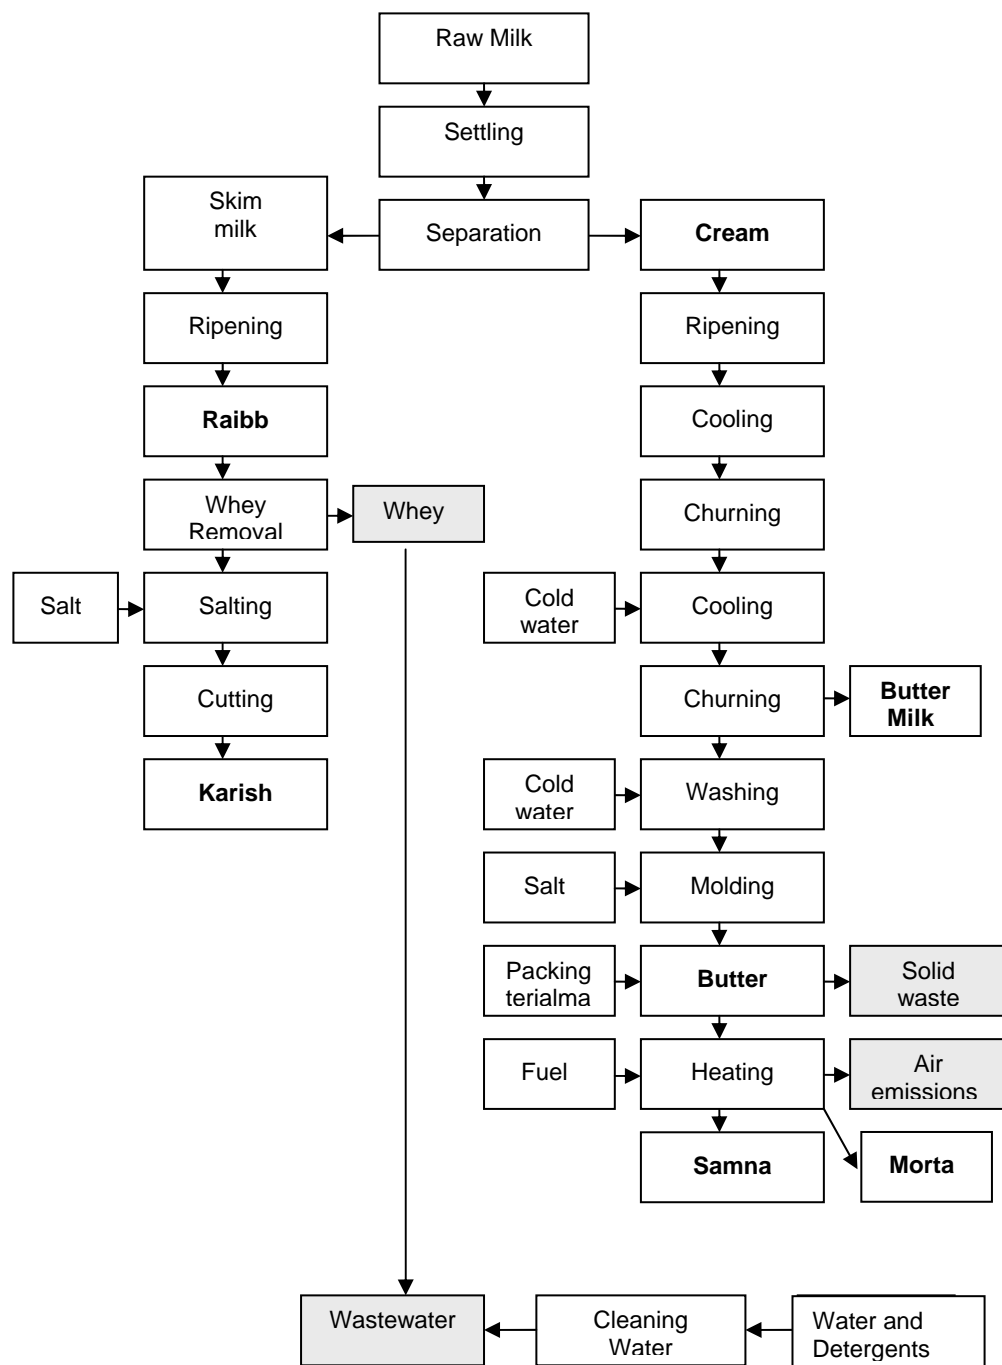 Raw Milk
Settling
Skim
milk
Separation
Cream
Ripening
Ripening
Raibb
Cooling
Whey
Removal
Whey
Churning
Salt
Salting
Cold
water
Cooling
Cutting
Churning
Butter
Milk
Karish
Cold
water
Washing
Salt
Molding
Packing
terialma
Butter
Solid
waste
Fuel
Heating
Air
emissions
Samna
Morta
Wastewater
Cleaning
Water
Water and
Detergents